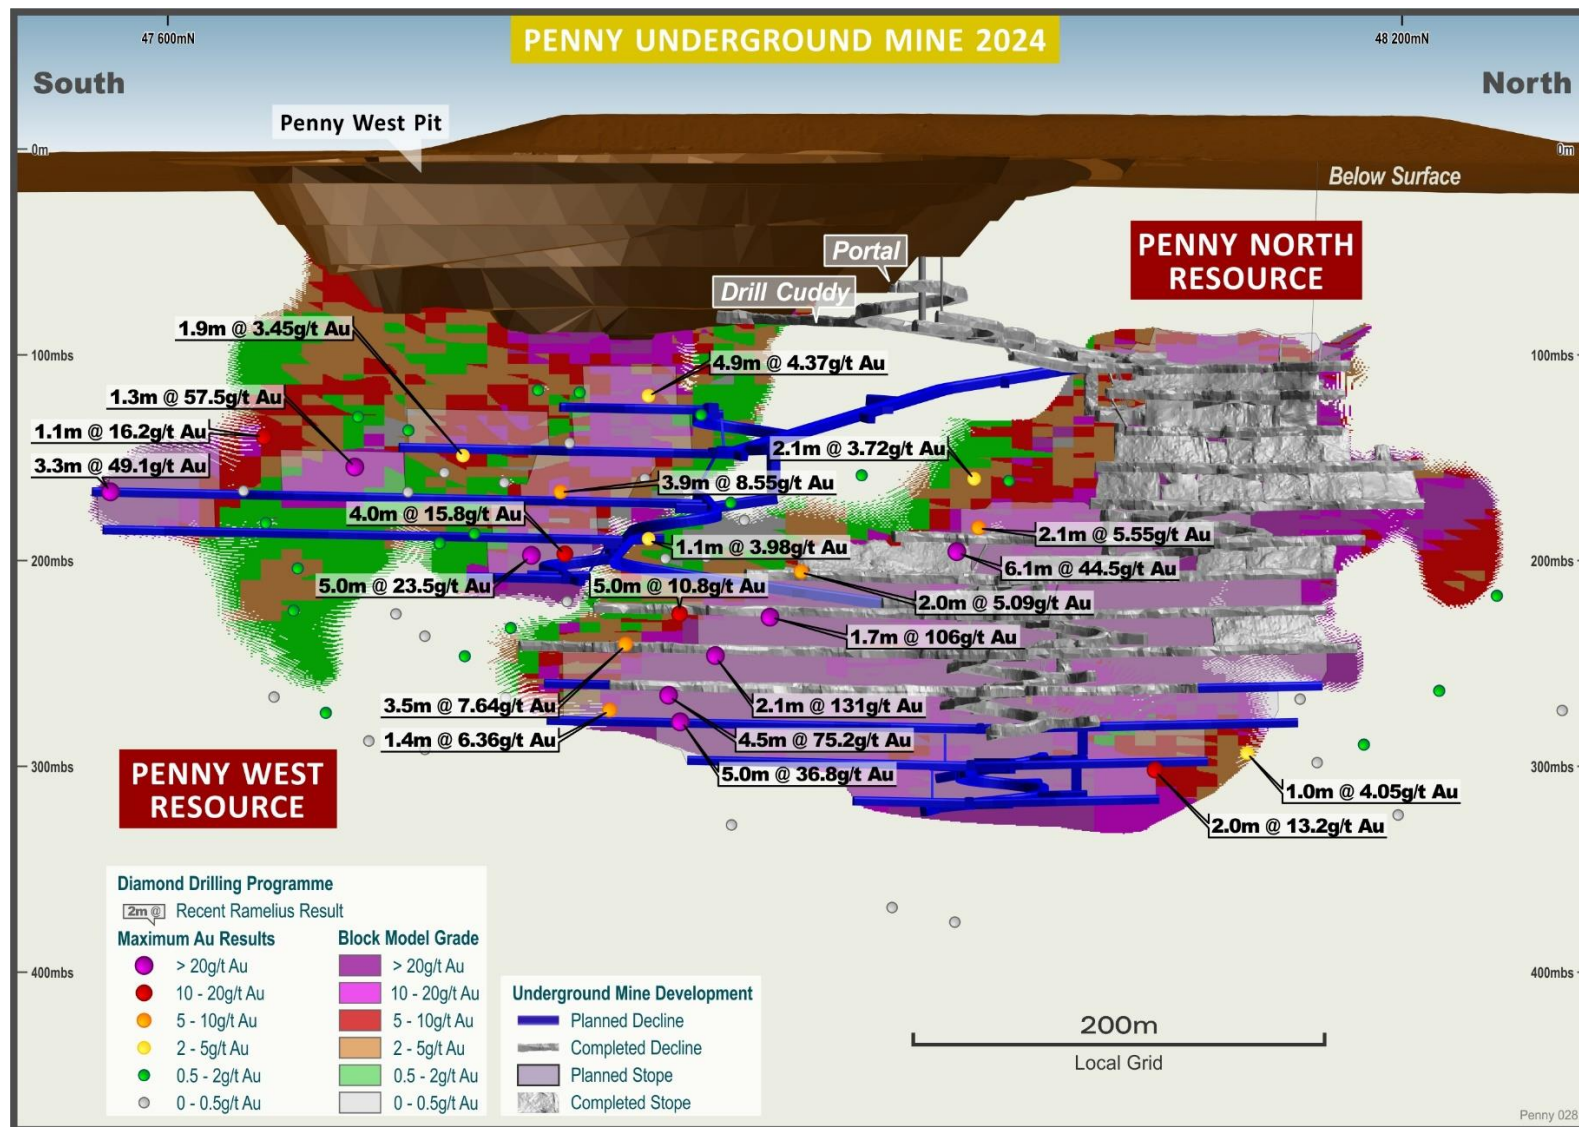 47 600mN
PENNY UNDERGROUND MINE 2024
48 200mN
South
North
Penny West Pit
0m
0m
Below Surface
PENNY NORTH
RESOURCE
Portal
Drill Cuddy
1.9m @ 3.45g/t Au
100mbs
100mbs
4.9m @ 4.37g/t Au
1.3m @ 57.5g/t Au
1.1m @ 16.2g/t Au
2.1m @ 3.72g/t Au
3.3m @ 49.1g/t Au
3.9m @ 8.55g/t Au
4.0m @ 15.8g/t Au
2.1m @ 5.55g/t Au
1.1m @ 3.98g/t Au
200mbs
200mbs
6.1m @ 44.5g/t Au
5.0m @ 23.5g/t Au
5.0m @ 10.8g/t Au
2.0m @ 5.09g/t Au
1.7m @ 106g/t Au
3.5m @ 7.64g/t Au
2.1m @ 131g/t Au
1.4m @ 6.36g/t Au
4.5m @ 75.2g/t Au
300mbs
300mbs
PENNY WEST
RESOURCE
5.0m @ 36.8g/t Au
1.0m @ 4.05g/t Au
2.0m @ 13.2g/t Au
Diamond Drilling Programme
2m @
Recent Ramelius Result
Maximum Au Results
> 20g/t Au
10 - 20g/t Au
5 - 10g/t Au
2 - 5g/t Au
0.5 - 2g/t Au
0 - 0.5g/t Au
Block Model Grade
> 20g/t Au
10 - 20g/t Au
5 - 10g/t Au
2 - 5g/t Au
0.5 - 2g/t Au
0 - 0.5g/t Au
Underground Mine Development
Planned Decline
Completed Decline
Planned Stope
Completed Stope
400mbs
400mbs
200m
Local Grid
Penny 028